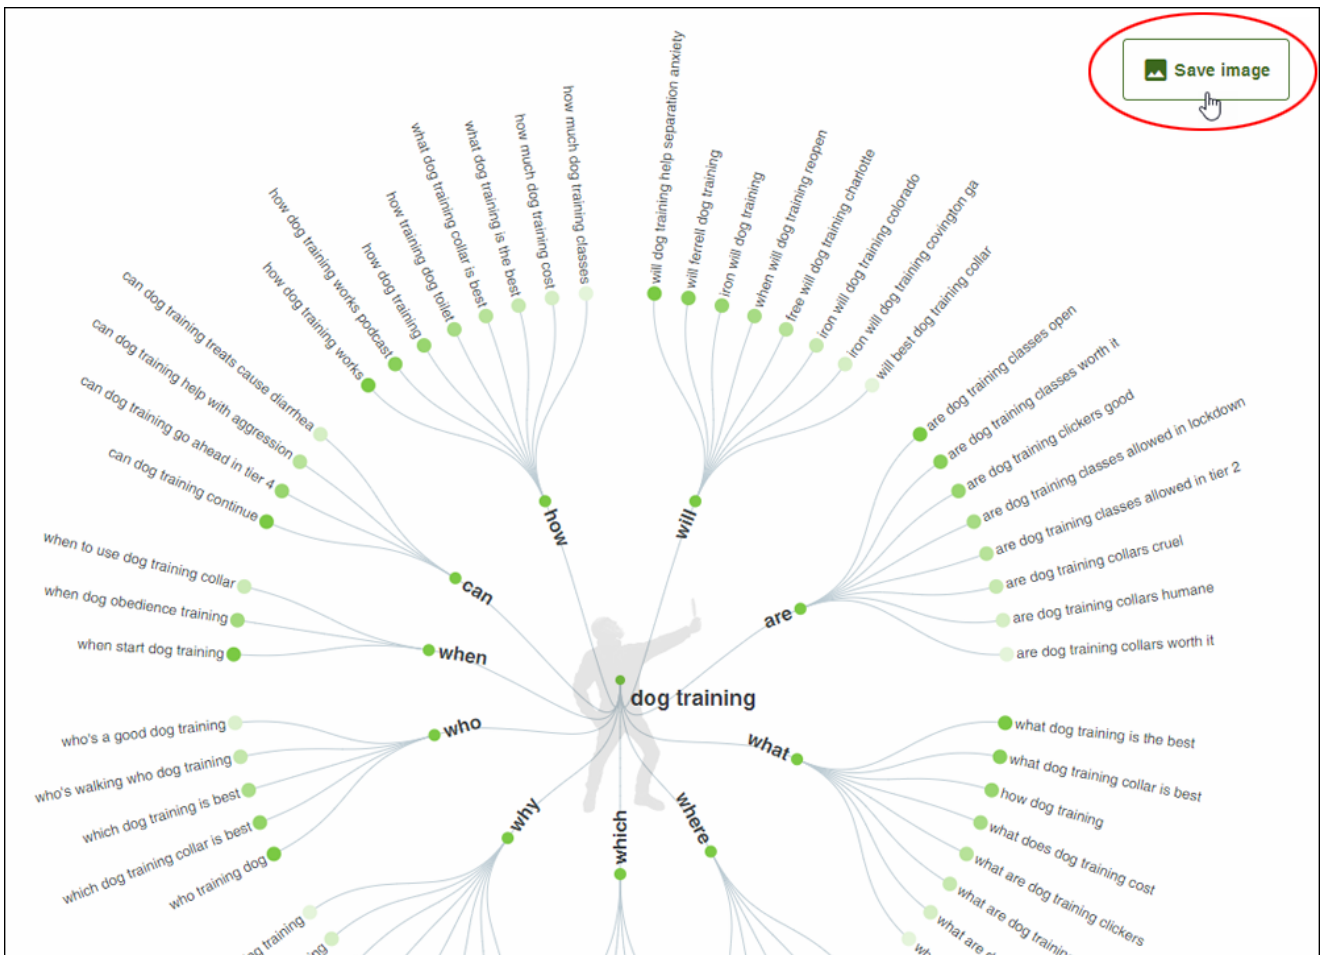 Save image
how dog training works
how dog training works podcast
how dog training
how training dog toilet
what dog training collar is best
what dog training is the best
how much dog training cost
how much dog training classes
how
will dog training help separation anxiety
will ferrell dog training
iron will dog training
when will dog training reopen
free will dog training charlotte
iron will dog training colorado
iron will dog training covington ga
will best dog training collar
will
are dog training classes open
are dog training classes worth it
are dog training clickers good
are dog training classes allowed in lockdown
are dog training classes allowed in tier 2
are dog training collars cruel
are dog training collars humane
are dog training collars worth it
are
can dog training treats cause diarrhea
can dog training help with aggression
can dog training go ahead in tier 4
can dog training continue
can
when to use dog training collar
when dog obedience training
when start dog training
when
dog training
who's a good dog training
who's walking who dog training
which dog training is best
which dog training collar is best
who training dog
who
what
what dog training is the best
what dog training collar is best
how dog training
what does dog training cost
what are dog training clickers
what are dog
what are
why
which
where
training